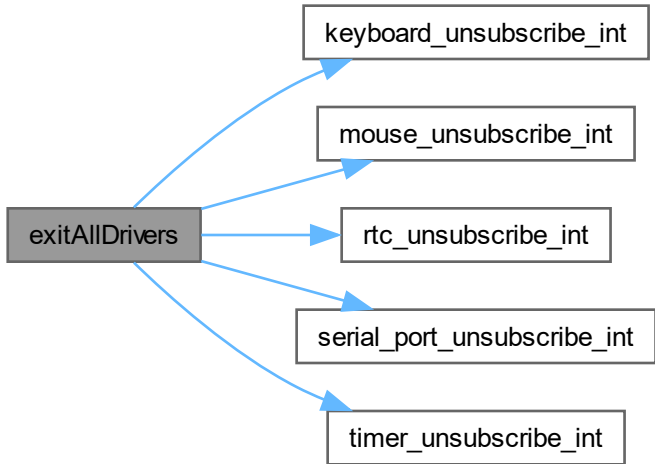 keyboard_unsubscribe_int
mouse_unsubscribe_int
exitAllDrivers
rtc_unsubscribe_int
serial_port_unsubscribe_int
timer_unsubscribe_int